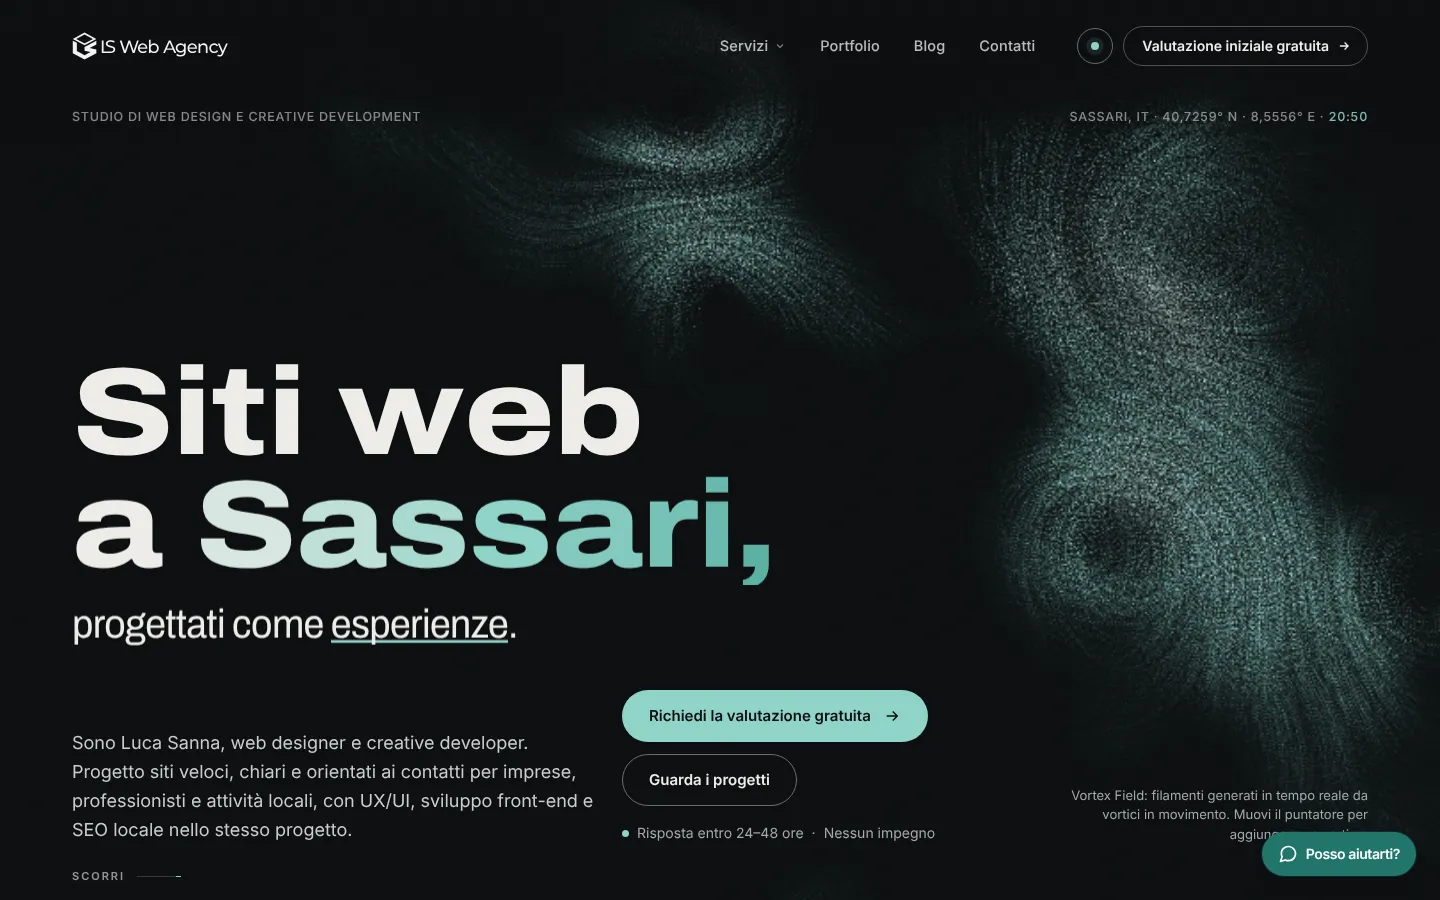 LS Web Agency
Servizi
Portfolio
Blog
Contatti
Valutazione iniziale gratuita →
STUDIO DI WEB DESIGN E CREATIVE DEVELOPMENT
SASSARI, IT · 40,7259° N · 8,5556° E · 20:50
Siti web
a Sassari,
progettati come esperienze.
Sono Luca Sanna, web designer e creative developer.
Progetto siti veloci, chiari e orientati ai contatti per imprese,
professionisti e attività locali, con UX/UI, sviluppo front-end e
SEO locale nello stesso progetto.
Richiedi la valutazione gratuita →
Guarda i progetti
Risposta entro 24–48 ore · Nessun impegno
Vortex Field: filamenti generati in tempo reale da
vortici in movimento. Muovi il puntatore per
Posso aiutarti?
SCORRI